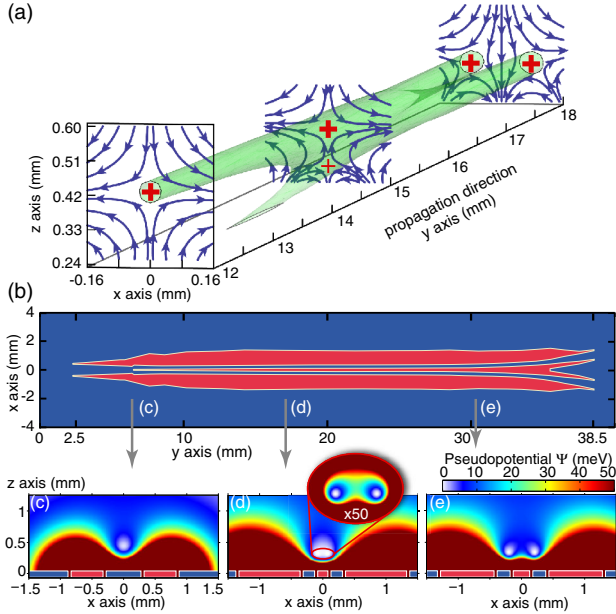 (a)
0.60
0.51
0.42
0.33
0.24
z axis (mm)
-0.16 0 0.16
x axis (mm)
12 13 14 15 16 17 18
propagation direction
y axis (mm)
(b)
4
2
0
-2
-4
x axis (mm)
(c) (d) (e)
0 2.5 10 20 30 38.5
y axis (mm)
Pseudopotential Ψ (meV)
0 10 20 30 40 50
z axis (mm)
(c) (d) (e)
x50
1
0.5
0
−1.5 −1 −0.5 0 0.5 1 1.5
x axis (mm)
−1 0 1
x axis (mm)
−1 0 1
x axis (mm)